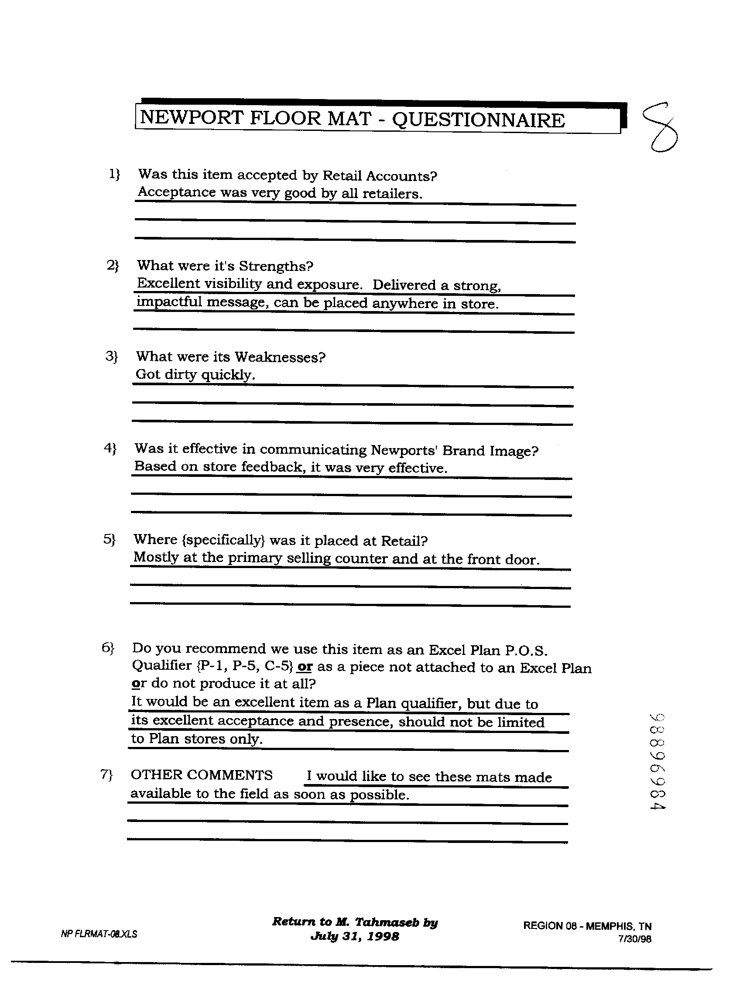 NEWPORT FLOOR MAT - QUESTIONNAIRE
8
1} Was this item accepted by Retail Accounts?
Acceptance was very good by all retailers.
2} What were it's Strengths?
Excellent visibility and exposure. Delivered a strong,
impactful message, can be placed anywhere in store.
3} What were its Weaknesses?
Got dirty quickly.
4} Was it effective in communicating Newports' Brand Image?
Based on store feedback, it was very effective.
5} Where {specifically} was it placed at Retail?
Mostly at the primary selling counter and at the front door.
6} Do you recommend we use this item as an Excel Plan P.O.S.
Qualifier {P-1, P-5, C-5} or as a piece not attached to an Excel Plan
or do not produce it at all?
It would be an excellent item as a Plan qualifier, but due to
its excellent acceptance and presence, should not be limited
to Plan stores only.
7} OTHER COMMENTS I would like to see these mats made
available to the field as soon as possible.
98896984
Return to M. Tahmaseb by
July 31, 1998
NP FLRMAT-08.XLS
REGION 08 - MEMPHIS, TN
7/30/98